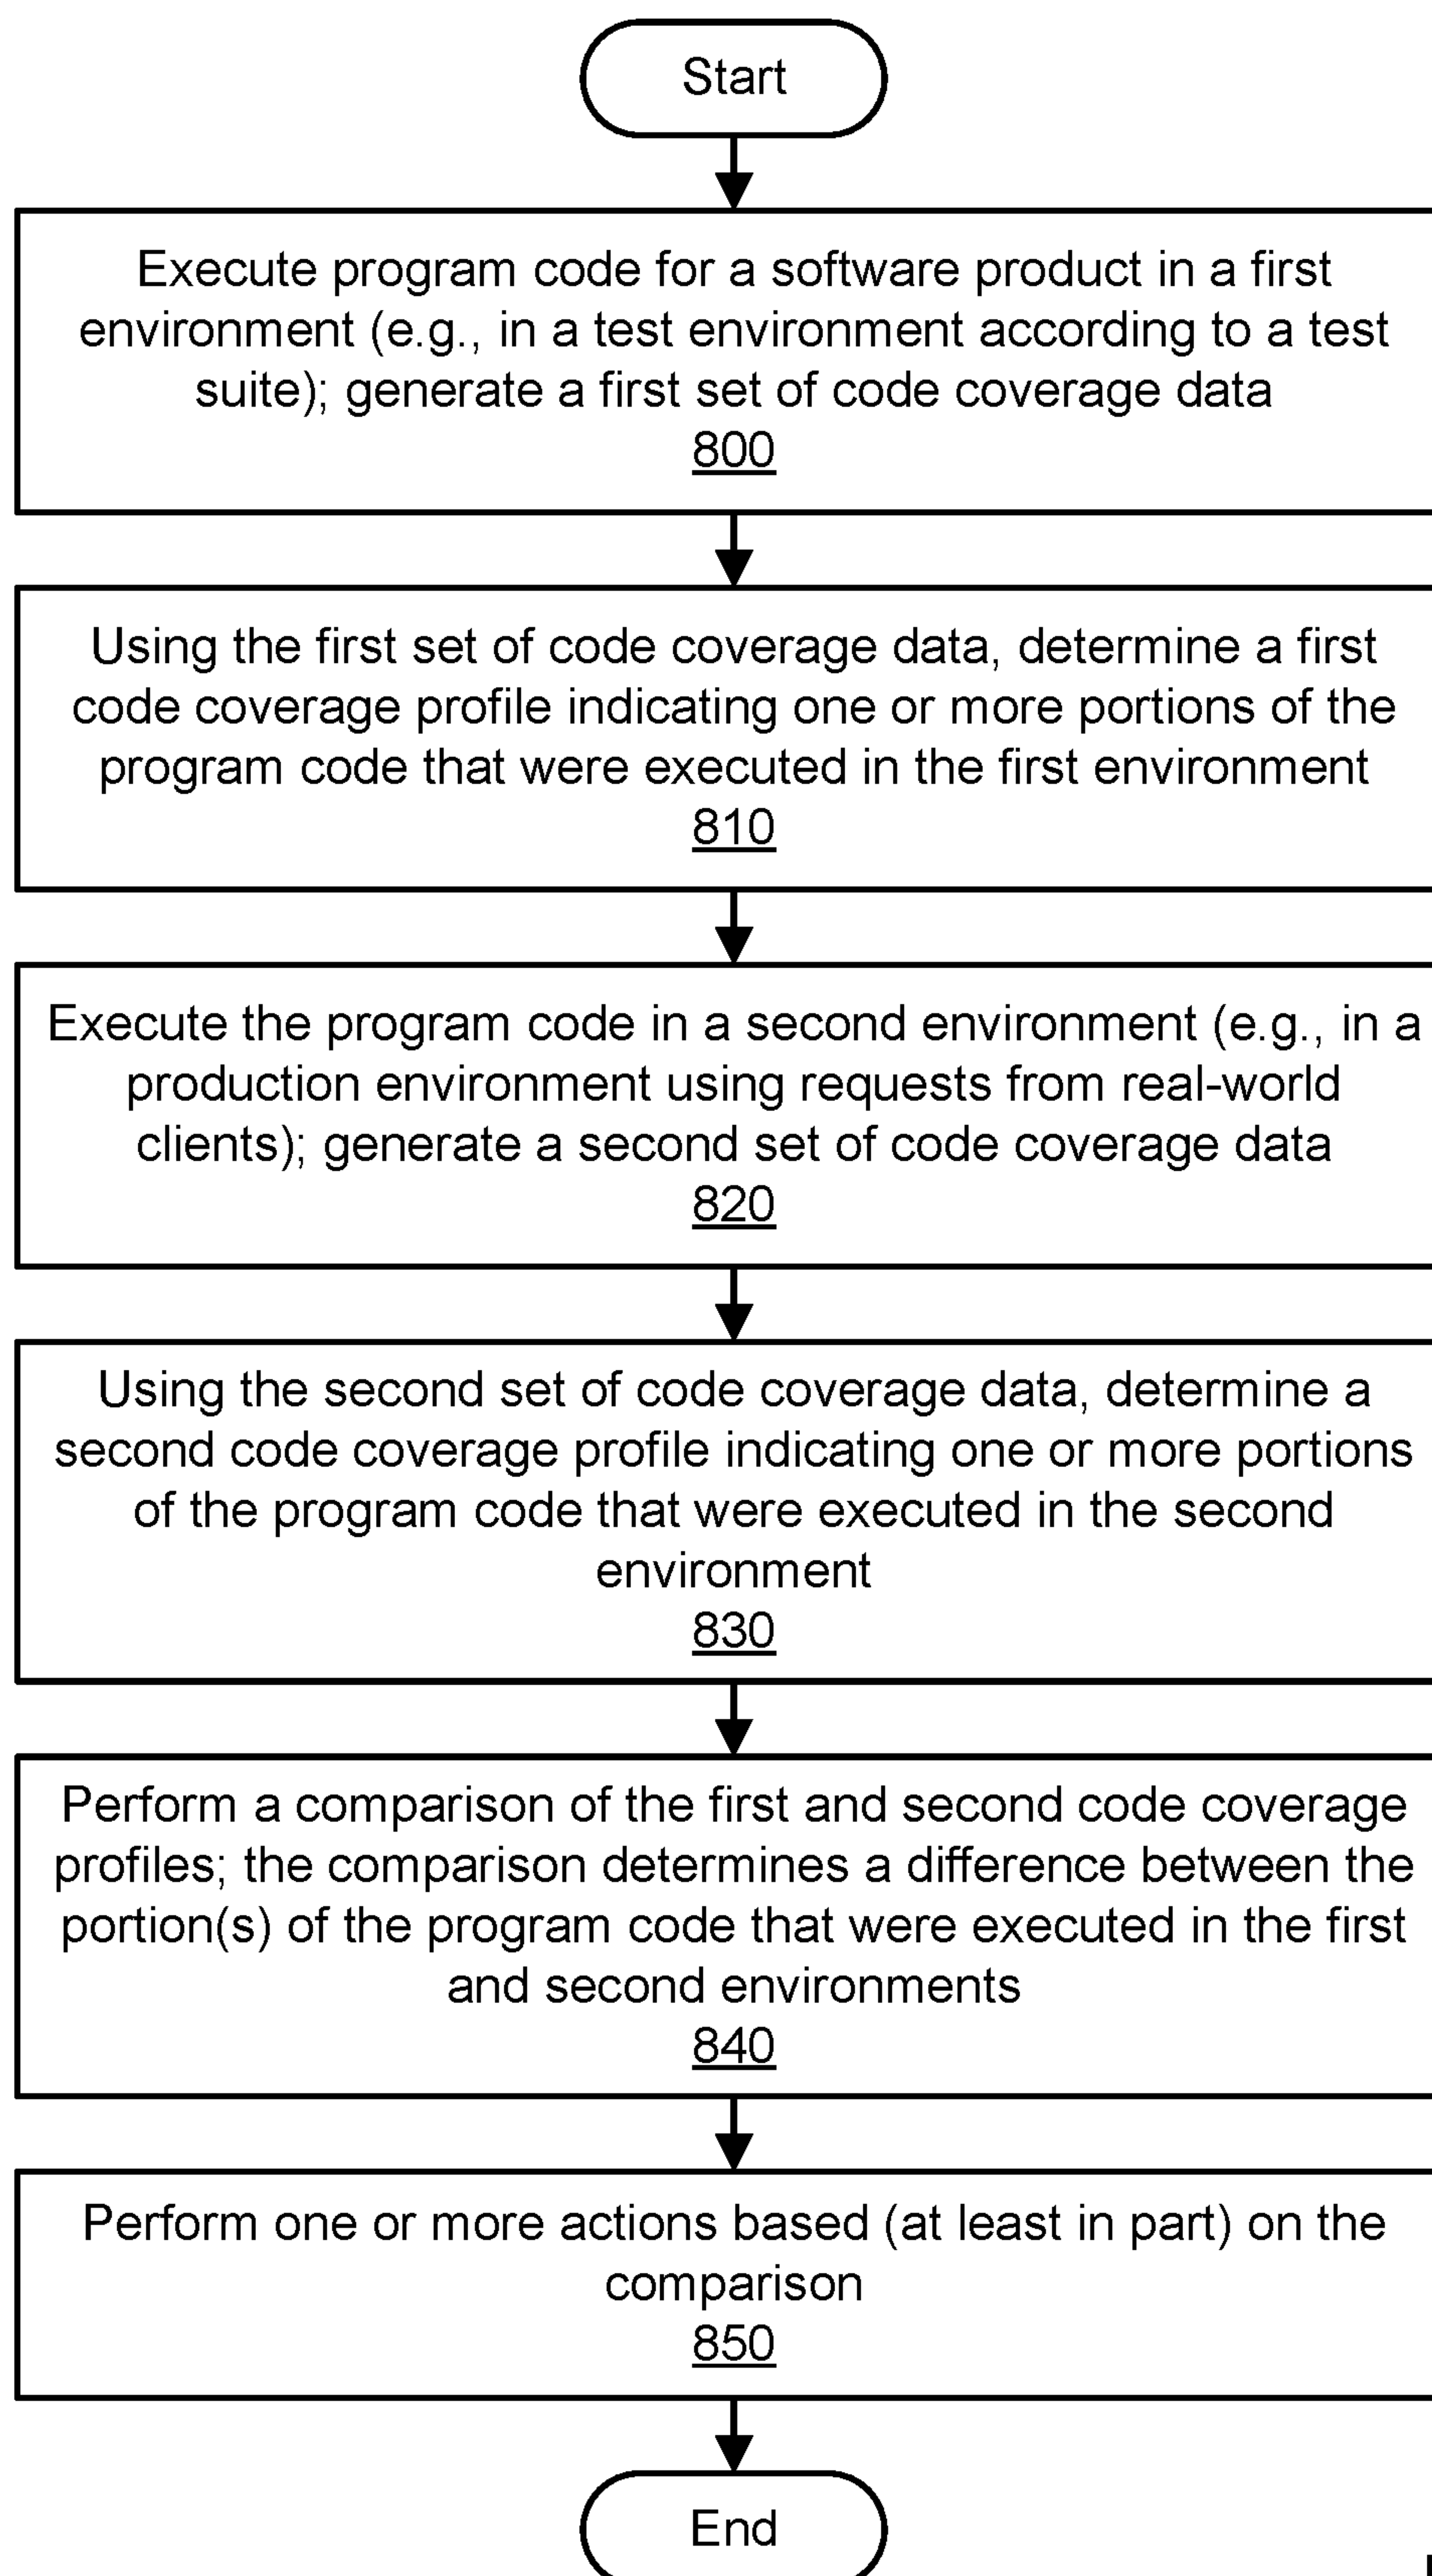 Start
Execute program code for a software product in a first
environment (e.g., in a test environment according to a test
suite); generate a first set of code coverage data
800
Using the first set of code coverage data, determine a first
code coverage profile indicating one or more portions of the
program code that were executed in the first environment
810
Execute the program code in a second environment (e.g., in a
production environment using requests from real-world
clients); generate a second set of code coverage data
820
Using the second set of code coverage data, determine a
second code coverage profile indicating one or more portions
of the program code that were executed in the second
environment
830
Perform a comparison of the first and second code coverage
profiles; the comparison determines a difference between the
portion(s) of the program code that were executed in the first
and second environments
840
Perform one or more actions based (at least in part) on the
comparison
850
End